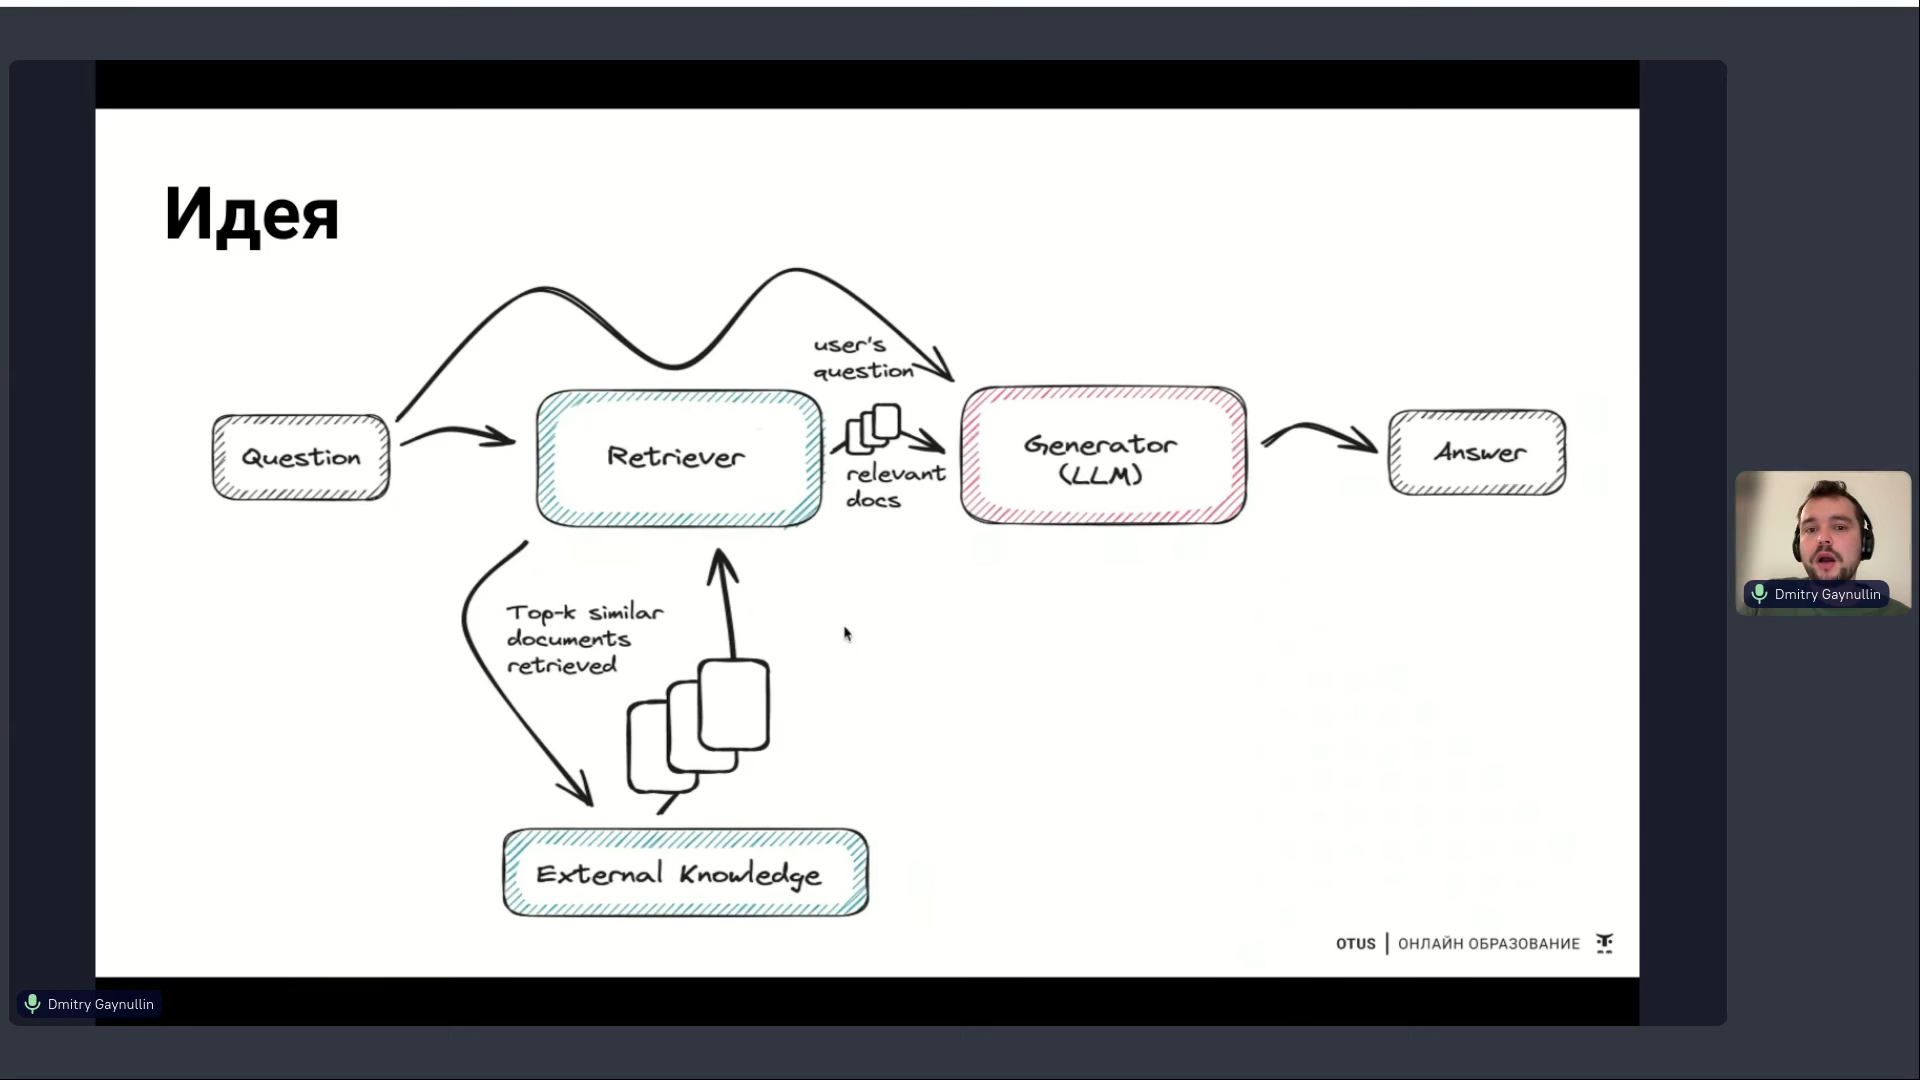 Идея
user's
question
Question
Retriever
relevant
docs
Generator
(LLM)
Answer
Top-k similar
documents
retrieved
External Knowledge
OTUS | ОНЛАЙН ОБРАЗОВАНИЕ
Dmitry Gaynullin
Dmitry Gaynullin